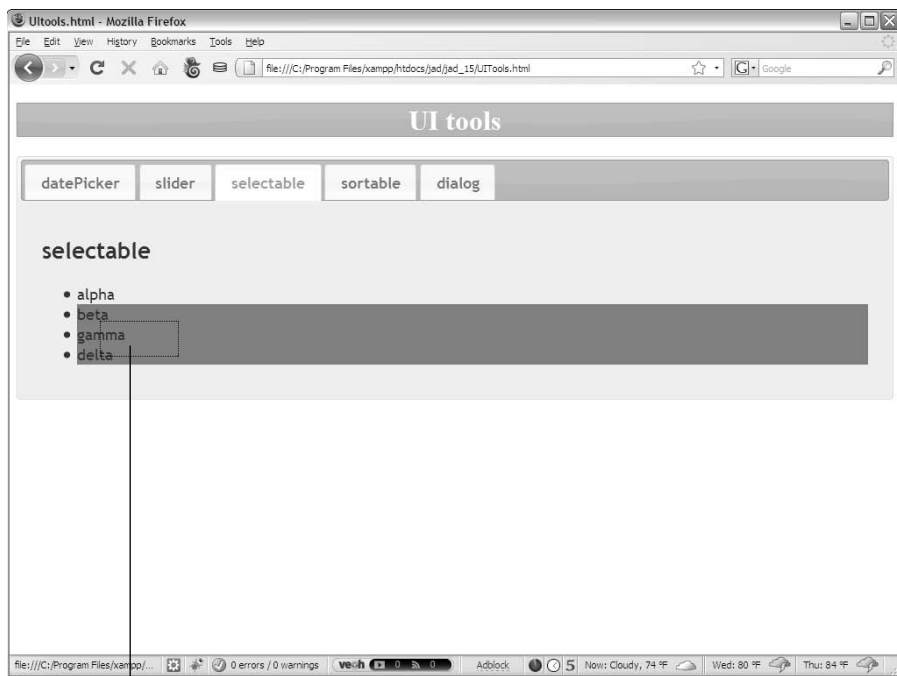 UItools.html - Mozilla Firefox
File Edit View History Bookmarks Tools Help
file:///C:/Program Files/xampp/htdocs/jad/jad_15/UITools.html
G Google
UI tools
datePicker slider selectable sortable dialog
selectable
• alpha
• beta
• gamma
• delta
file:///C:/Program Files/xampp/... 0 errors / 0 warnings veoh 0 0 Adblock 5 Now: Cloudy, 74 °F Wed: 80 °F Thu: 84 °F